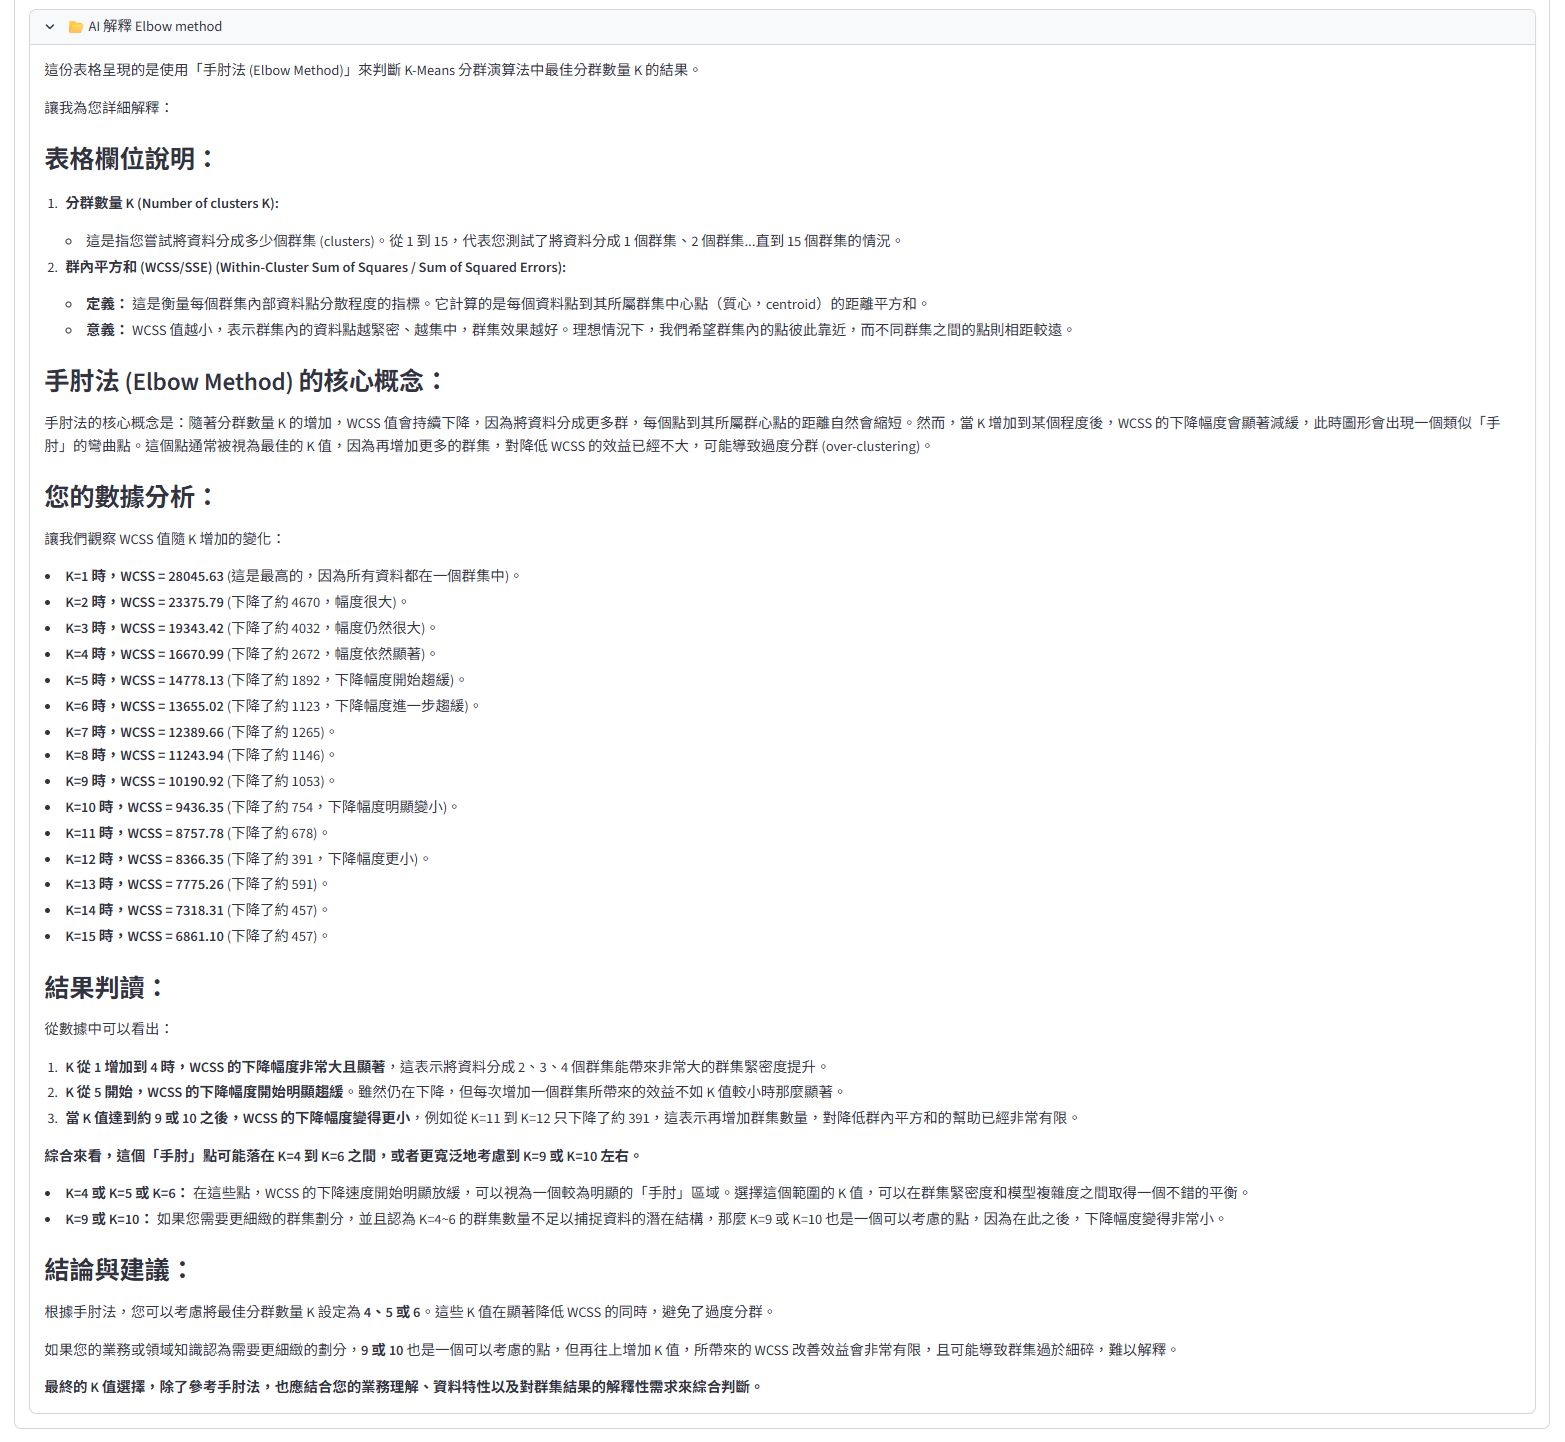 AI 解釋 Elbow method
這份表格呈現的是使用「手肘法 (Elbow Method)」來判斷 K-Means 分群演算法中最佳分群數量 K 的結果。
讓我為您詳細解釋：
表格欄位說明：
1. 分群數量 K (Number of clusters K):
這是指您嘗試將資料分成多少個群集 (clusters)。從 1 到 15，代表您測試了將資料分成 1 個群集、2 個群集...直到 15 個群集的情況。
2. 群內平方和 (WCSS/SSE) (Within-Cluster Sum of Squares / Sum of Squared Errors):
定義： 這是衡量每個群集內部資料點分散程度的指標。它計算的是每個資料點到其所屬群集中心點（質心，centroid）的距離平方和。
意義： WCSS 值越小，表示群集內的資料點越緊密、越集中，群集效果越好。理想情況下，我們希望群集內的點彼此靠近，而不同群集之間的點則相距較遠。
手肘法 (Elbow Method) 的核心概念：
手肘法的核心概念是：隨著分群數量 K 的增加，WCSS 值會持續下降，因為將資料分成更多群，每個點到其所屬群心點的距離自然會縮短。然而，當 K 增加到某個程度後，WCSS 的下降幅度會顯著減緩，此時圖形會出現一個類似「手
肘」的彎曲點。這個點通常被視為最佳的 K 值，因為再增加更多的群集，對降低 WCSS 的效益已經不大，可能導致過度分群 (over-clustering)。
您的數據分析：
讓我們觀察 WCSS 值隨 K 增加的變化：
K=1 時，WCSS = 28045.63 (這是最高的，因為所有資料都在一個群集中)。
K=2 時，WCSS = 23375.79 (下降了約 4670，幅度很大)。
K=3 時，WCSS = 19343.42 (下降了約 4032，幅度仍然很大)。
K=4 時，WCSS = 16670.99 (下降了約 2672，幅度依然顯著)。
K=5 時，WCSS = 14778.13 (下降了約 1892，下降幅度開始趨緩)。
K=6 時，WCSS = 13655.02 (下降了約 1123，下降幅度進一步趨緩)。
K=7 時，WCSS = 12389.66 (下降了約 1265)。
K=8 時，WCSS = 11243.94 (下降了約 1146)。
K=9 時，WCSS = 10190.92 (下降了約 1053)。
K=10 時，WCSS = 9436.35 (下降了約 754，下降幅度明顯變小)。
K=11 時，WCSS = 8757.78 (下降了約 678)。
K=12 時，WCSS = 8366.35 (下降了約 391，下降幅度更小)。
K=13 時，WCSS = 7775.26 (下降了約 591)。
K=14 時，WCSS = 7318.31 (下降了約 457)。
K=15 時，WCSS = 6861.10 (下降了約 457)。
結果判讀：
從數據中可以看出：
1. K 從 1 增加到 4 時，WCSS 的下降幅度非常大且顯著，這表示將資料分成 2、3、4 個群集能帶來非常大的群集緊密度提升。
2. K 從 5 開始，WCSS 的下降幅度開始明顯趨緩。雖然仍在下降，但每次增加一個群集所帶來的效益不如 K 值較小時那麼顯著。
3. 當 K 值達到約 9 或 10 之後，WCSS 的下降幅度變得更小，例如從 K=11 到 K=12 只下降了約 391，這表示再增加群集數量，對降低群內平方和的幫助已經非常有限。
綜合來看，這個「手肘」點可能落在 K=4 到 K=6 之間，或者更寬泛地考慮到 K=9 或 K=10 左右。
K=4 或 K=5 或 K=6： 在這些點，WCSS 的下降速度開始明顯放緩，可以視為一個較為明顯的「手肘」區域。選擇這個範圍的 K 值，可以在群集緊密度和模型複雜度之間取得一個不錯的平衡。
K=9 或 K=10： 如果您需要更細緻的群集劃分，並且認為 K=4~6 的群集數量不足以捕捉資料的潛在結構，那麼 K=9 或 K=10 也是一個可以考慮的點，因為在此之後，下降幅度變得非常小。
結論與建議：
根據手肘法，您可以考慮將最佳分群數量 K 設定為 4、5 或 6。這些 K 值在顯著降低 WCSS 的同時，避免了過度分群。
如果您的業務或領域知識認為需要更細緻的劃分，9 或 10 也是一個可以考慮的點，但再往上增加 K 值，所帶來的 WCSS 改善效益會非常有限，且可能導致群集過於細碎，難以解釋。
最終的 K 值選擇，除了參考手肘法，也應結合您的業務理解、資料特性以及對群集結果的解釋性需求來綜合判斷。